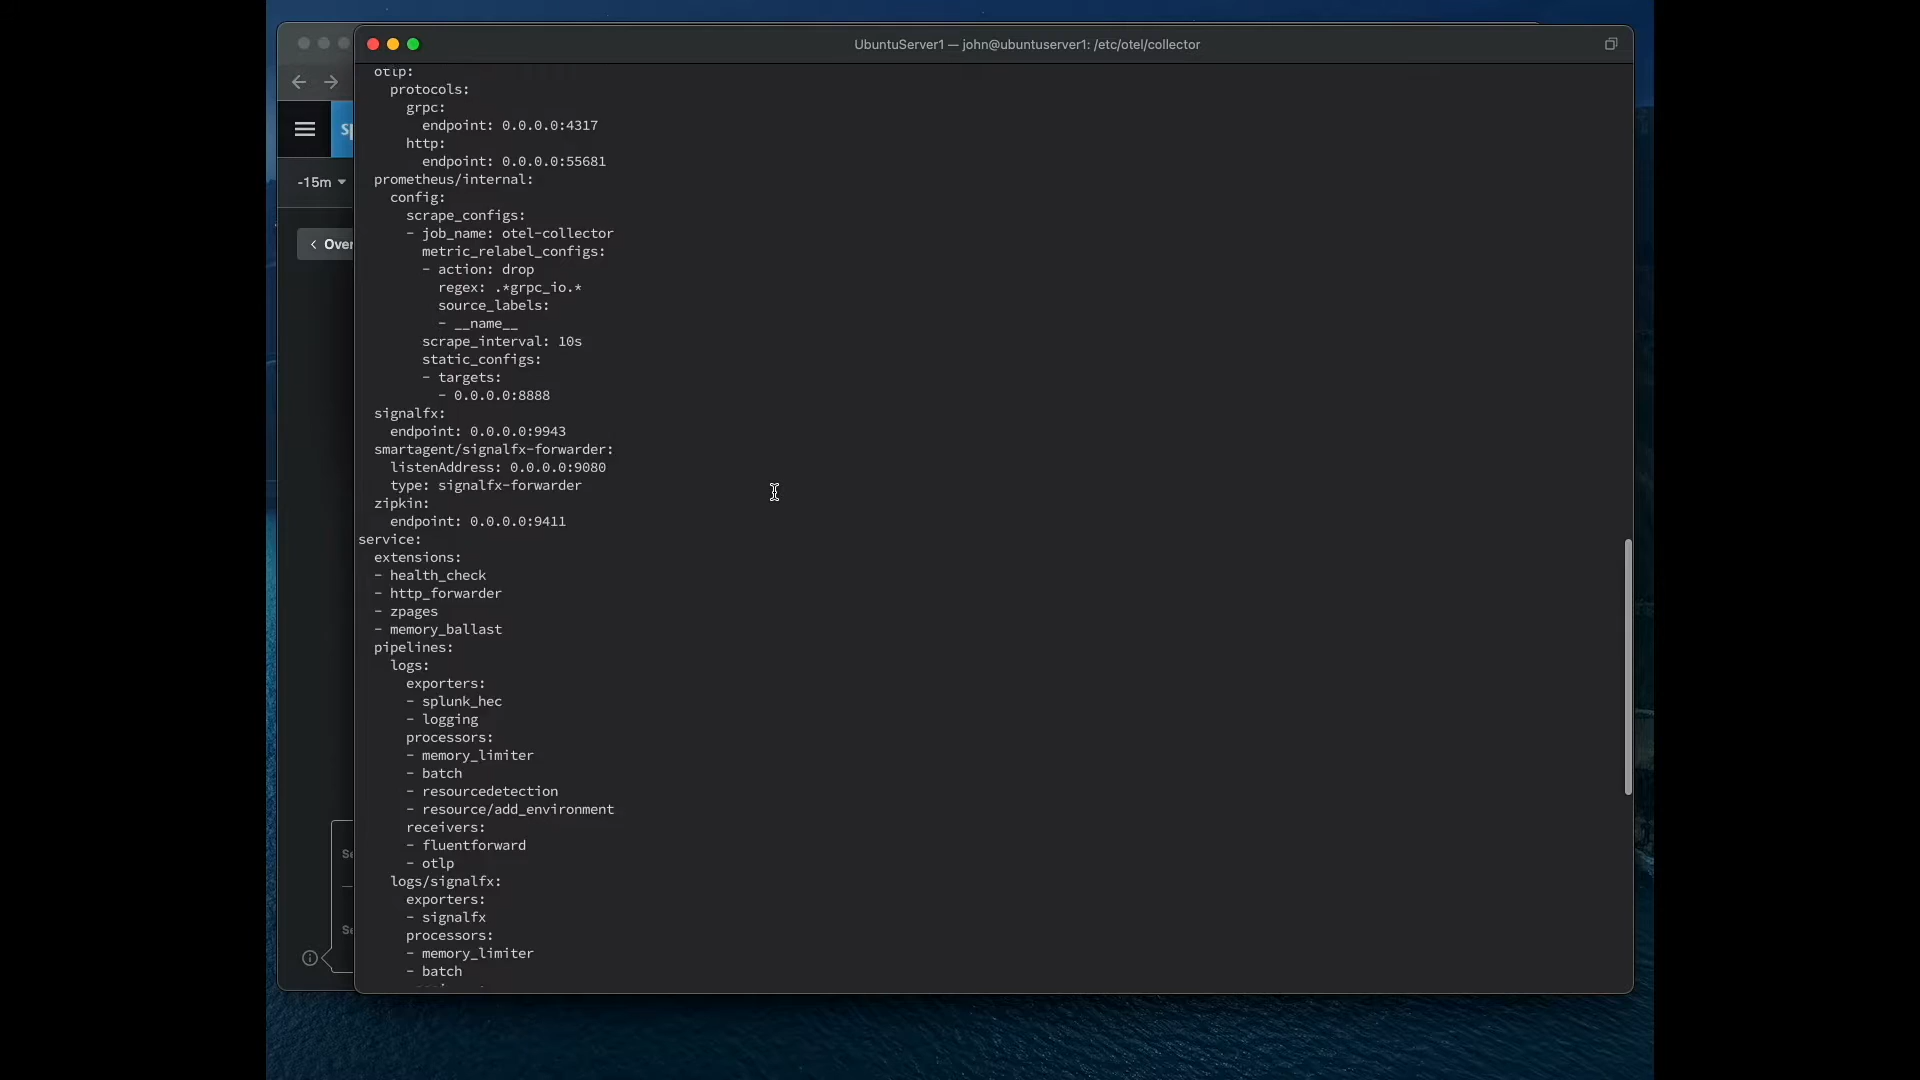 UbuntuServer1 — john@ubuntuserver1: /etc/otel/collector
-15m
Over
otlp:
protocols:
grpc:
endpoint: 0.0.0.0:4317
http:
endpoint: 0.0.0.0:55681
prometheus/internal:
config:
scrape_configs:
- job_name: otel-collector
metric_relabel_configs:
- action: drop
regex: .*grpc_io.*
source_labels:
- __name__
scrape_interval: 10s
static_configs:
- targets:
- 0.0.0.0:8888
signalfx:
endpoint: 0.0.0.0:9943
smartagent/signalfx-forwarder:
listenAddress: 0.0.0.0:9080
type: signalfx-forwarder
zipkin:
endpoint: 0.0.0.0:9411
service:
extensions:
- health_check
- http_forwarder
- zpages
- memory_ballast
pipelines:
logs:
exporters:
- splunk_hec
- logging
processors:
- memory_limiter
- batch
- resourcedetection
- resource/add_environment
receivers:
- fluentforward
- otlp
logs/signalfx:
exporters:
- signalfx
processors:
- memory_limiter
- batch